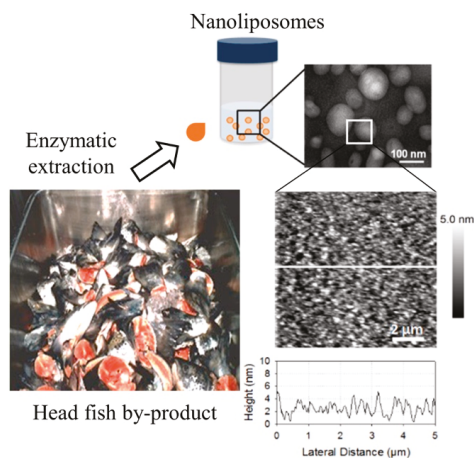 Nanoliposomes
Enzymatic
extraction
100 nm
5.0 nm
2 µm
Head fish by-product
Height (nm)
10
8
6
4
2
0
0 1 2 3 4 5
Lateral Distance (µm)